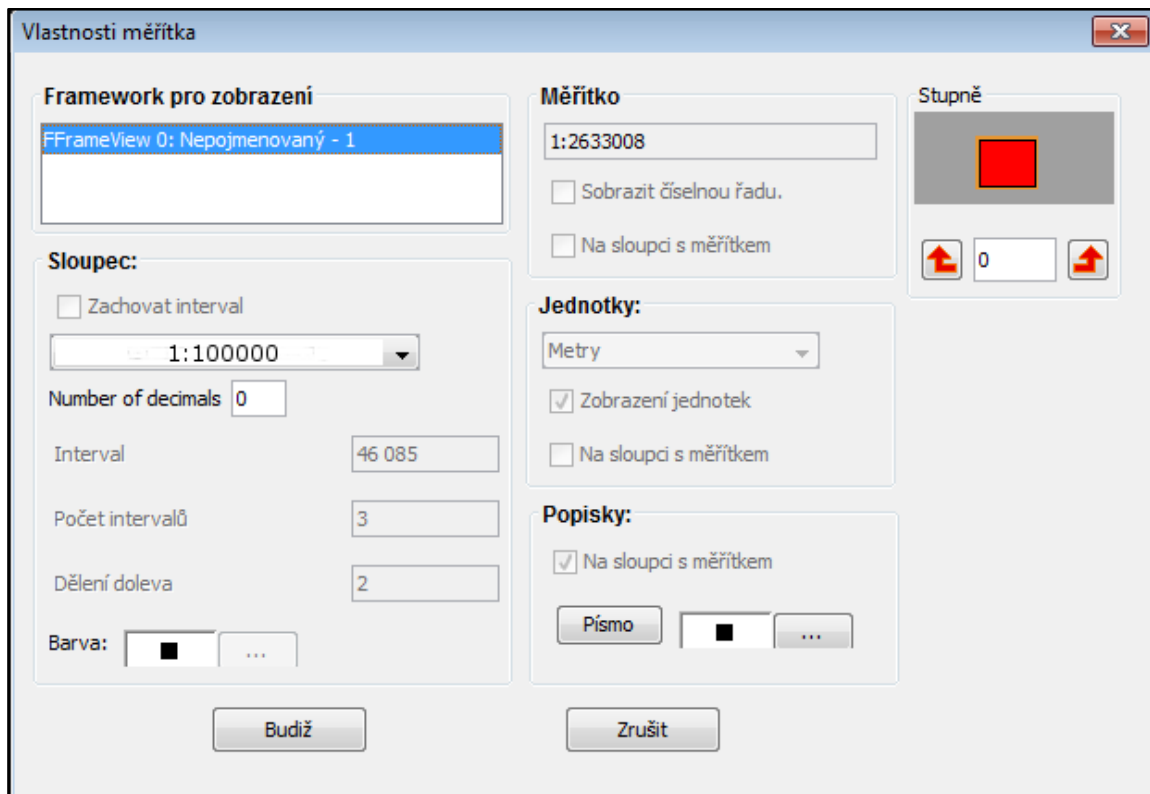 Vlastnosti měřítka
Framework pro zobrazení
FFrameView 0: Nepojmenovaný - 1
Sloupec:
Zachovat interval
1:100000
Number of decimals 0
Interval 46 085
Počet intervalů 3
Dělení doleva 2
Barva: ...
Měřítko
1:2633008
Sobrazit číselnou řadu.
Na sloupci s měřítkem
Jednotky:
Metry
Zobrazení jednotek
Na sloupci s měřítkem
Popisky:
Na sloupci s měřítkem
Písmo ...
Stupně
0
Budiž Zrušit